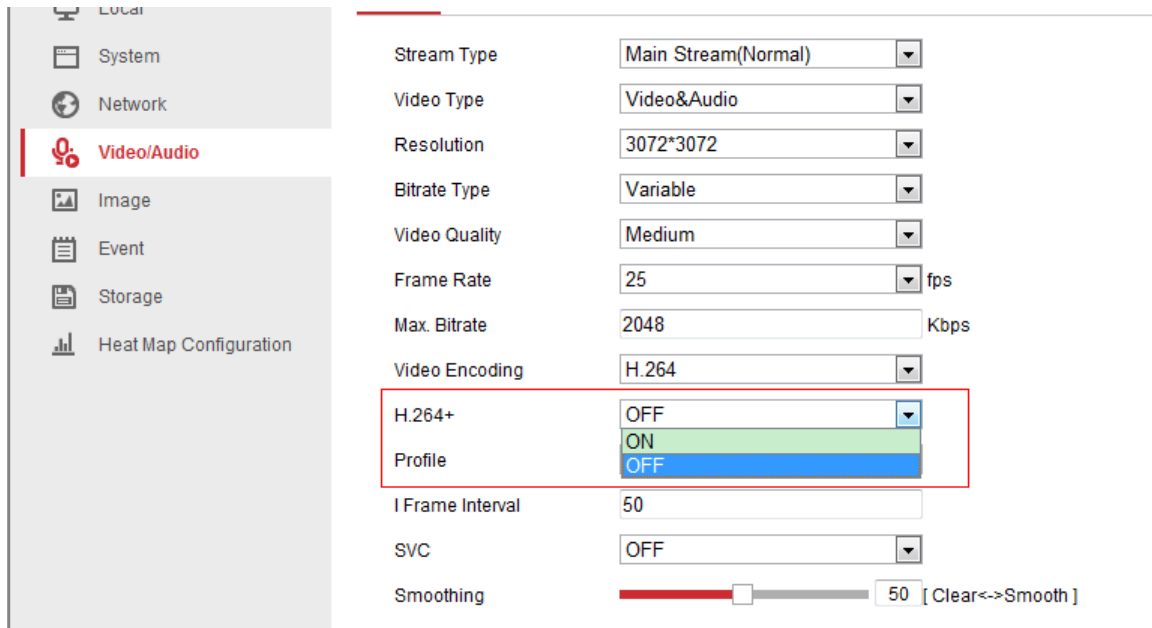 Local
System
Network
Video/Audio
Image
Event
Storage
Heat Map Configuration
Stream Type Main Stream(Normal)
Video Type Video&Audio
Resolution 3072*3072
Bitrate Type Variable
Video Quality Medium
Frame Rate 25 fps
Max. Bitrate 2048 Kbps
Video Encoding H.264
H.264+ OFF
ON
Profile OFF
I Frame Interval 50
SVC OFF
Smoothing 50 [ Clear<->Smooth ]